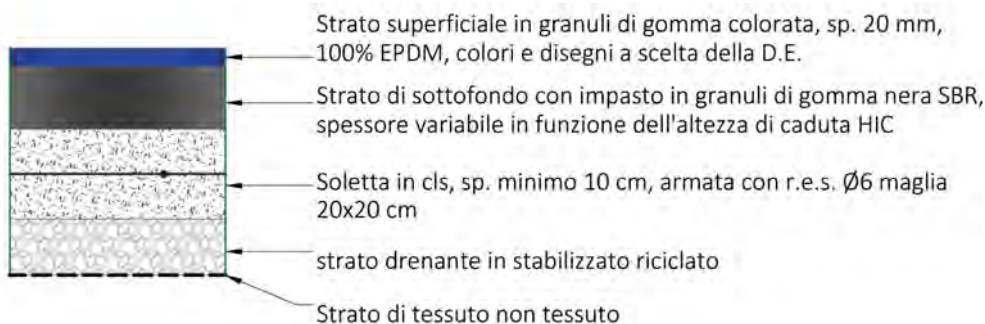 Strato superficiale in granuli di gomma colorata, sp. 20 mm,
100% EPDM, colori e disegni a scelta della D.E.
Strato di sottofondo con impasto in granuli di gomma nera SBR,
spessore variabile in funzione dell'altezza di caduta HIC
Soletta in cls, sp. minimo 10 cm, armata con r.e.s. Ø6 maglia
20x20 cm
strato drenante in stabilizzato riciclato
Strato di tessuto non tessuto